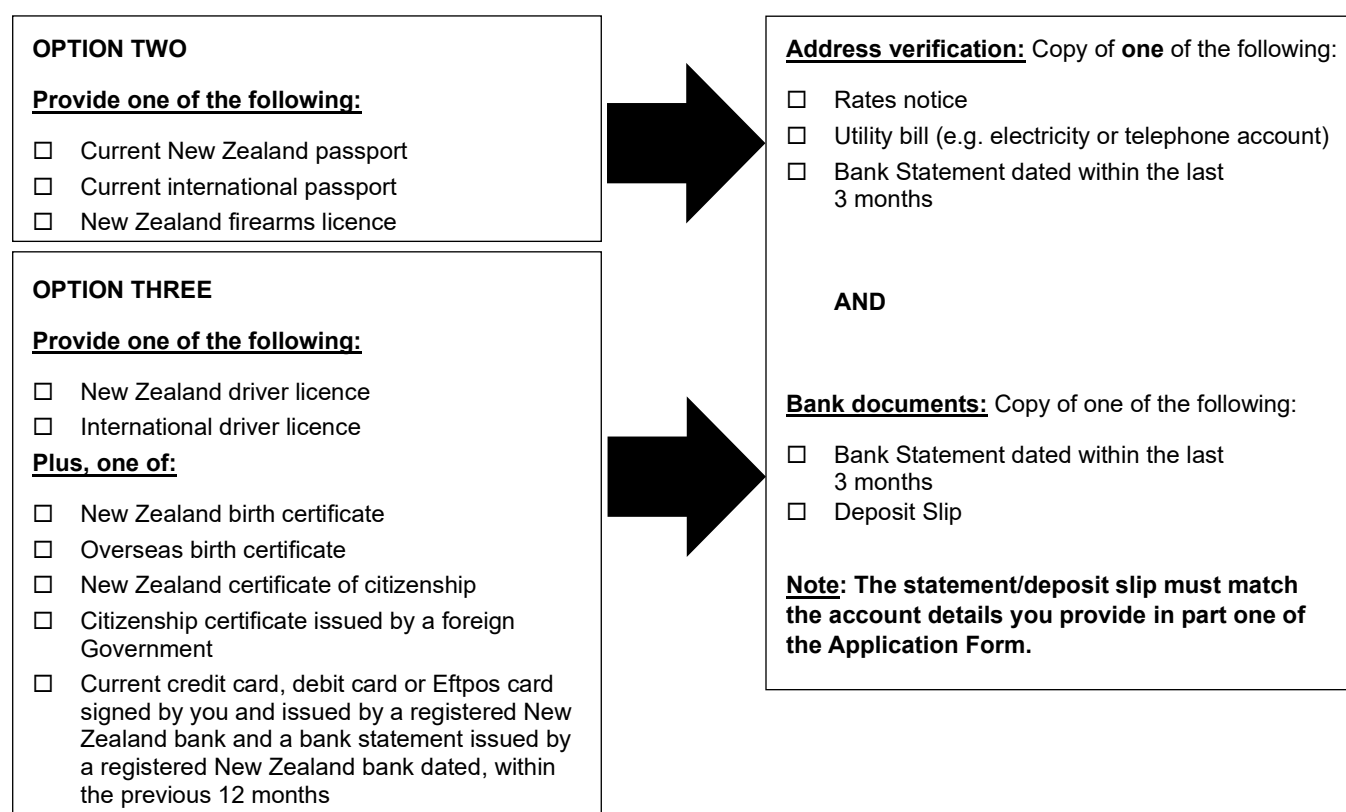 OPTION TWO
Provide one of the following:
☐ Current New Zealand passport
☐ Current international passport
☐ New Zealand firearms licence
OPTION THREE
Provide one of the following:
☐ New Zealand driver licence
☐ International driver licence
Plus, one of:
☐ New Zealand birth certificate
☐ Overseas birth certificate
☐ New Zealand certificate of citizenship
☐ Citizenship certificate issued by a foreign
Government
☐ Current credit card, debit card or Eftpos card
signed by you and issued by a registered New
Zealand bank and a bank statement issued by
a registered New Zealand bank dated, within
the previous 12 months
Address verification: Copy of one of the following:
☐ Rates notice
☐ Utility bill (e.g. electricity or telephone account)
☐ Bank Statement dated within the last
3 months
AND
Bank documents: Copy of one of the following:
☐ Bank Statement dated within the last
3 months
☐ Deposit Slip
Note: The statement/deposit slip must match
the account details you provide in part one of
the Application Form.